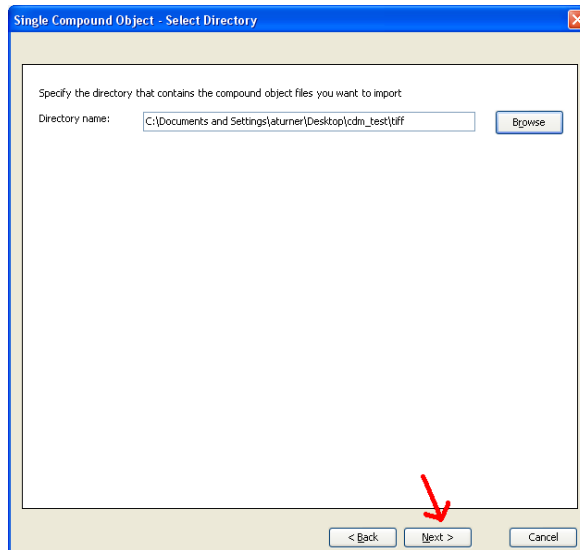 Single Compound Object - Select Directory
Specify the directory that contains the compound object files you want to import
Directory name: C:\Documents and Settings\aturner\Desktop\cdm_test\tiff Browse
< Back Next > Cancel